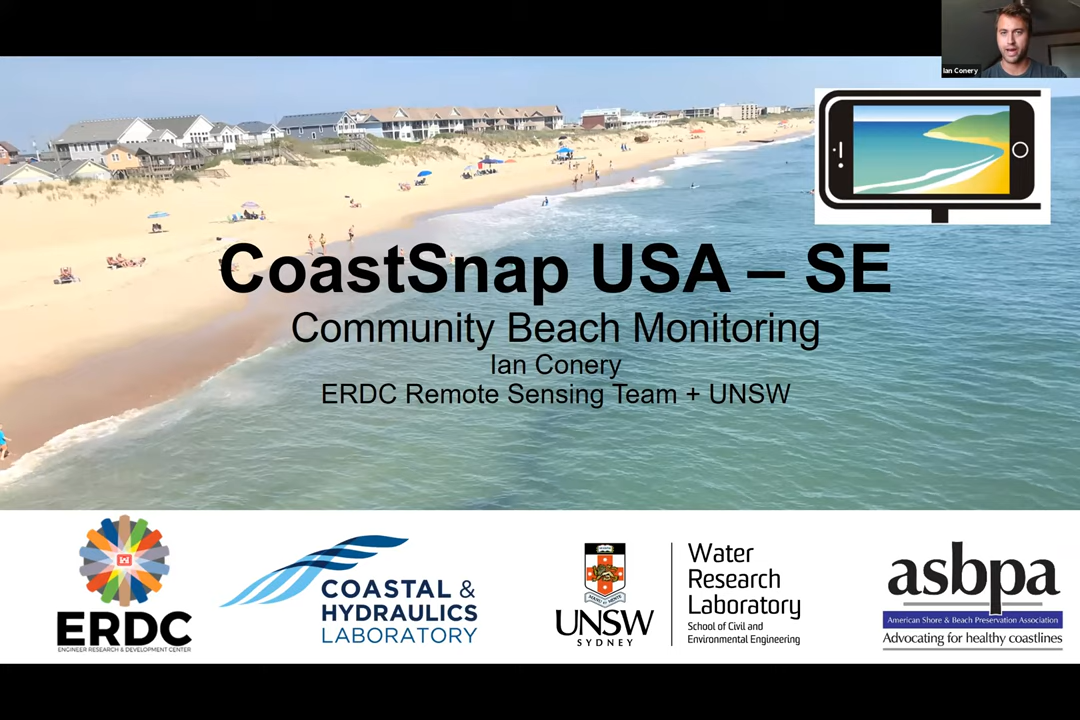 Ian Conery
CoastSnap USA – SE
Community Beach Monitoring
Ian Conery
ERDC Remote Sensing Team + UNSW
ERDC
ENGINEER RESEARCH & DEVELOPMENT CENTER
COASTAL &
HYDRAULICS
LABORATORY
UNSW
SYDNEY
Water
Research
Laboratory
School of Civil and
Environmental Engineering
asbpa
American Shore & Beach Preservation Association
Advocating for healthy coastlines